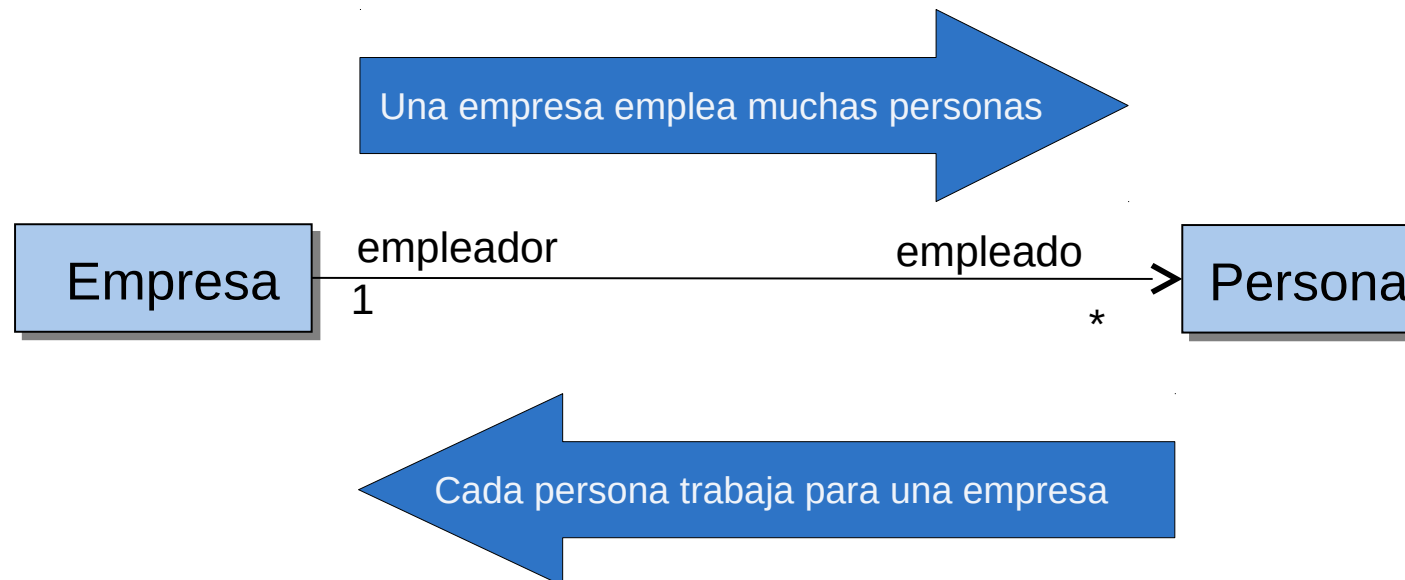 Una empresa emplea muchas personas
empleador
empleado
Empresa
Persona
1
*
Cada persona trabaja para una empresa